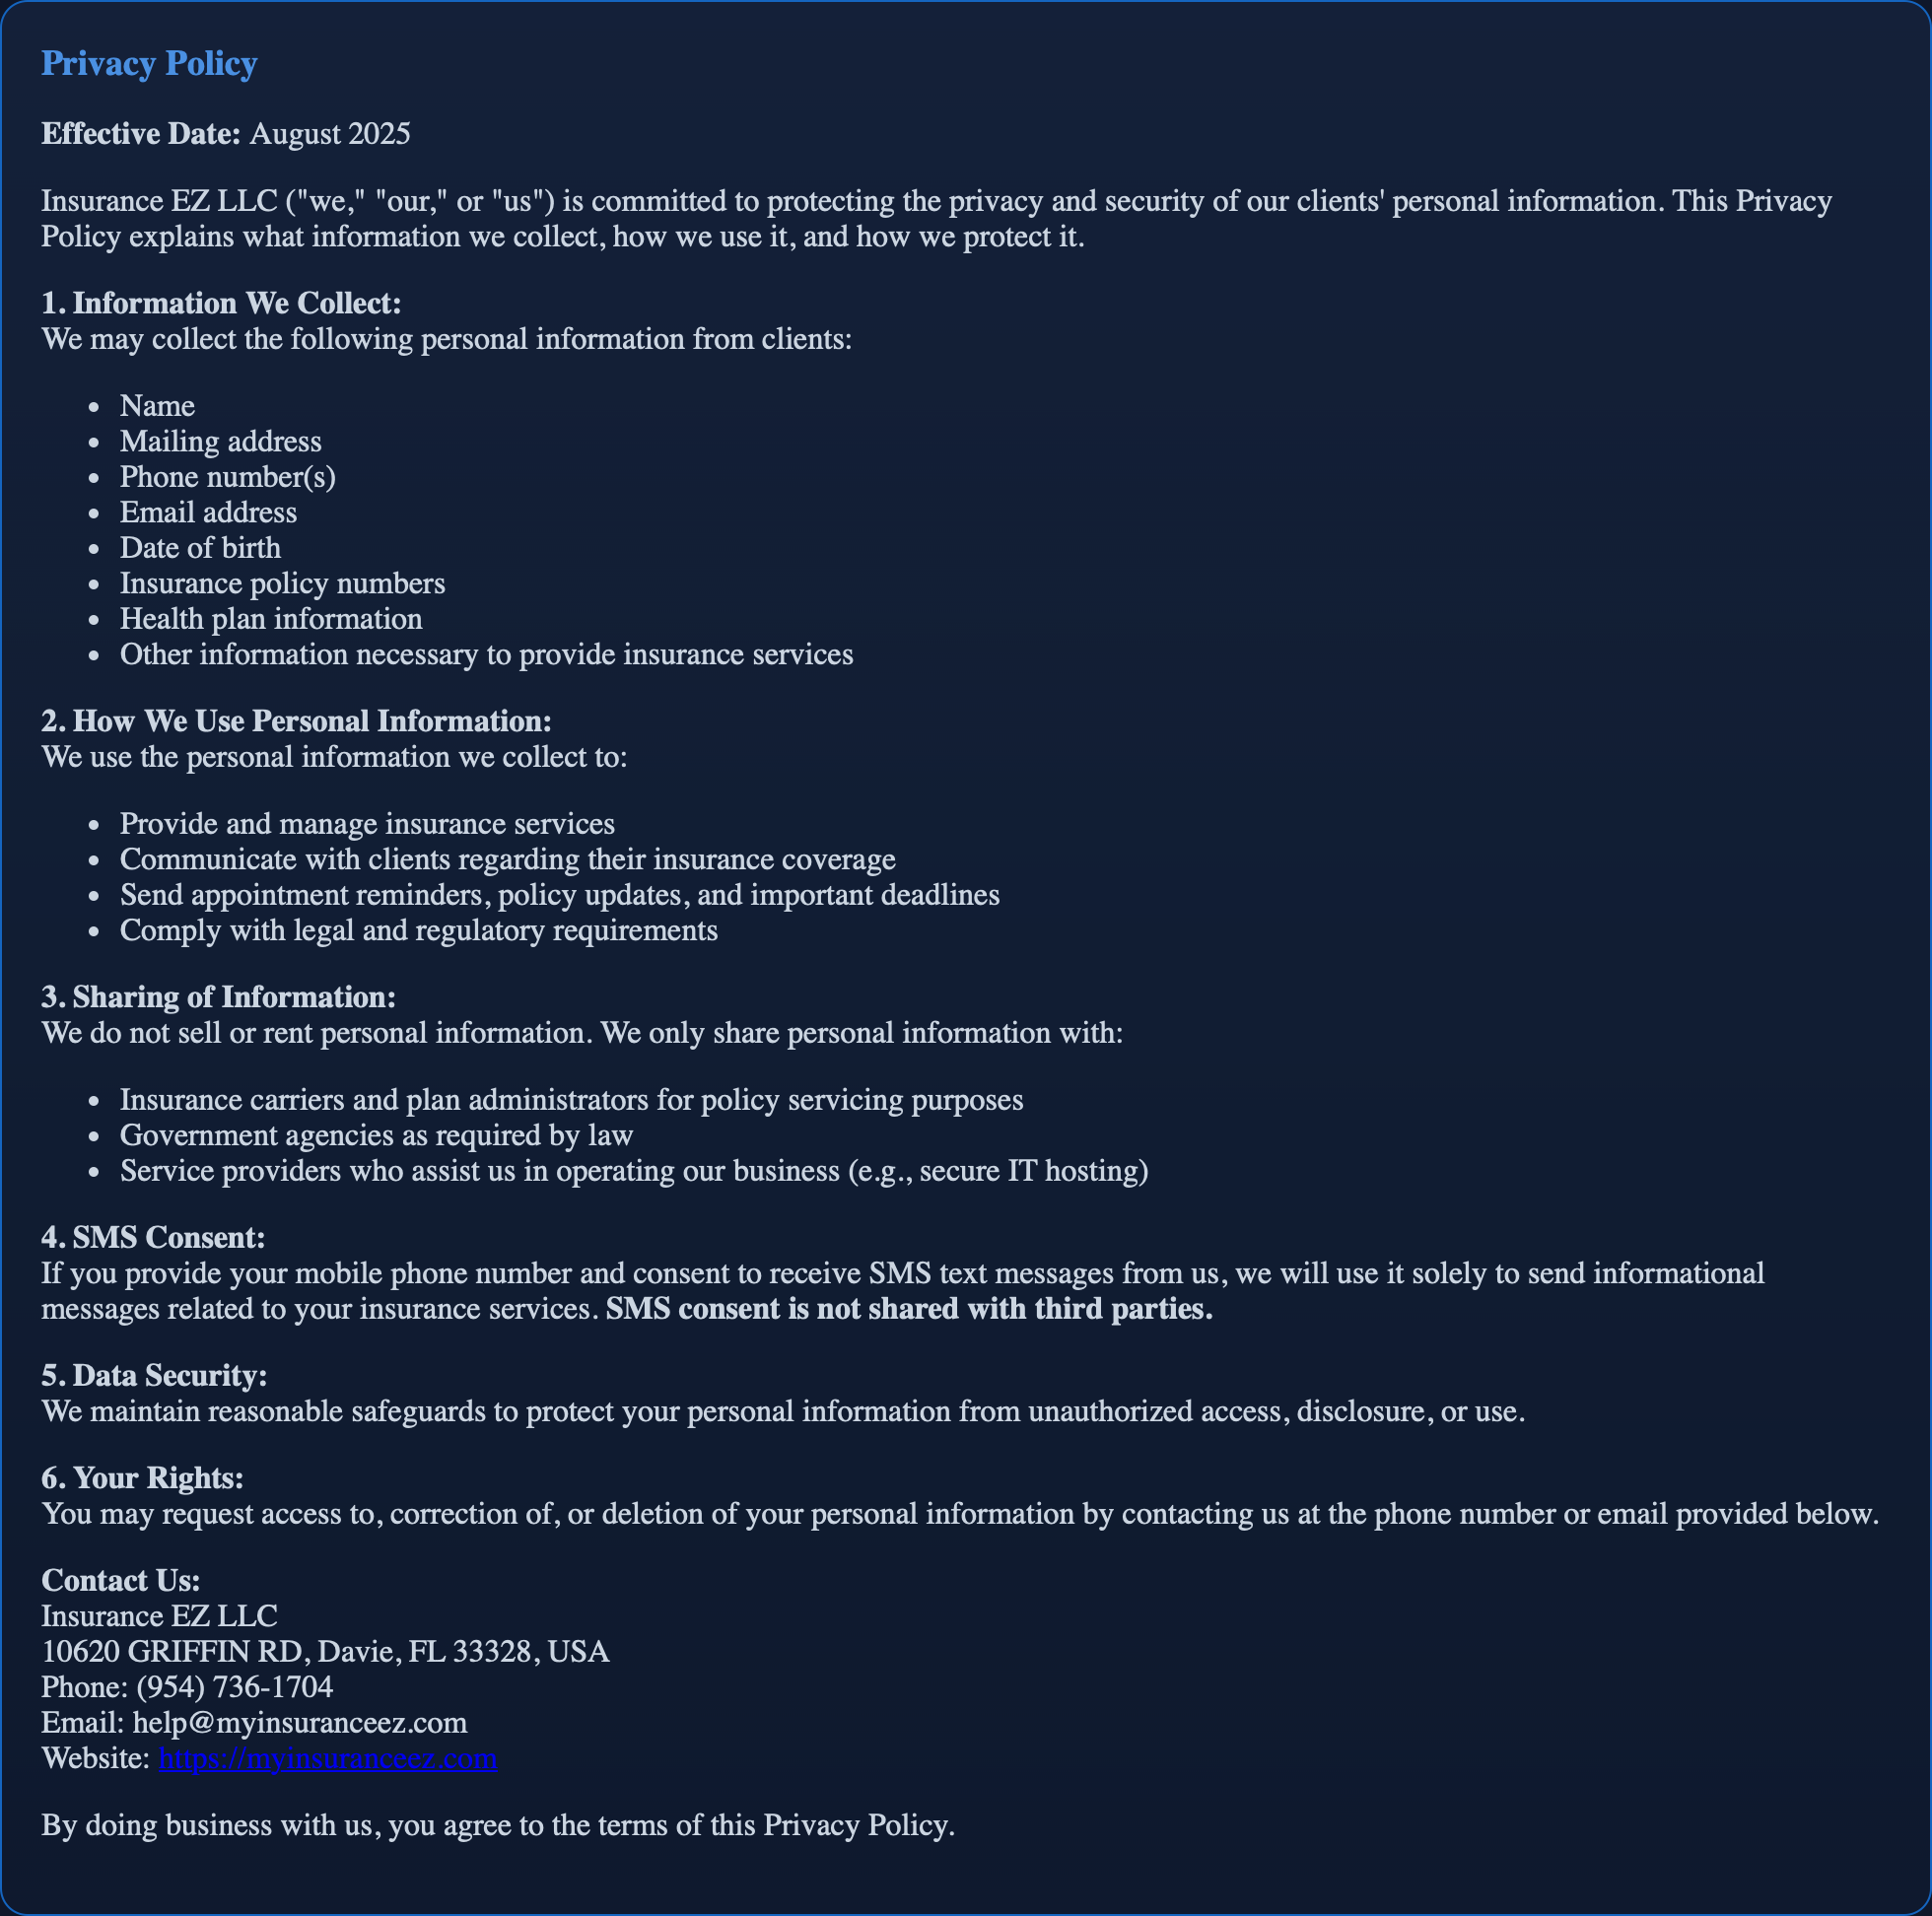 Privacy Policy
Effective Date: August 2025
Insurance EZ LLC ("we," "our," or "us") is committed to protecting the privacy and security of our clients' personal information. This Privacy
Policy explains what information we collect, how we use it, and how we protect it.
1. Information We Collect:
We may collect the following personal information from clients:
• Name
• Mailing address
• Phone number(s)
• Email address
• Date of birth
• Insurance policy numbers
• Health plan information
• Other information necessary to provide insurance services
2. How We Use Personal Information:
We use the personal information we collect to:
• Provide and manage insurance services
• Communicate with clients regarding their insurance coverage
• Send appointment reminders, policy updates, and important deadlines
• Comply with legal and regulatory requirements
3. Sharing of Information:
We do not sell or rent personal information. We only share personal information with:
• Insurance carriers and plan administrators for policy servicing purposes
• Government agencies as required by law
• Service providers who assist us in operating our business (e.g., secure IT hosting)
4. SMS Consent:
If you provide your mobile phone number and consent to receive SMS text messages from us, we will use it solely to send informational
messages related to your insurance services. SMS consent is not shared with third parties.
5. Data Security:
We maintain reasonable safeguards to protect your personal information from unauthorized access, disclosure, or use.
6. Your Rights:
You may request access to, correction of, or deletion of your personal information by contacting us at the phone number or email provided below.
Contact Us:
Insurance EZ LLC
10620 GRIFFIN RD, Davie, FL 33328, USA
Phone: (954) 736-1704
Email: help@myinsuranceez.com
Website: https://myinsuranceez.com
By doing business with us, you agree to the terms of this Privacy Policy.